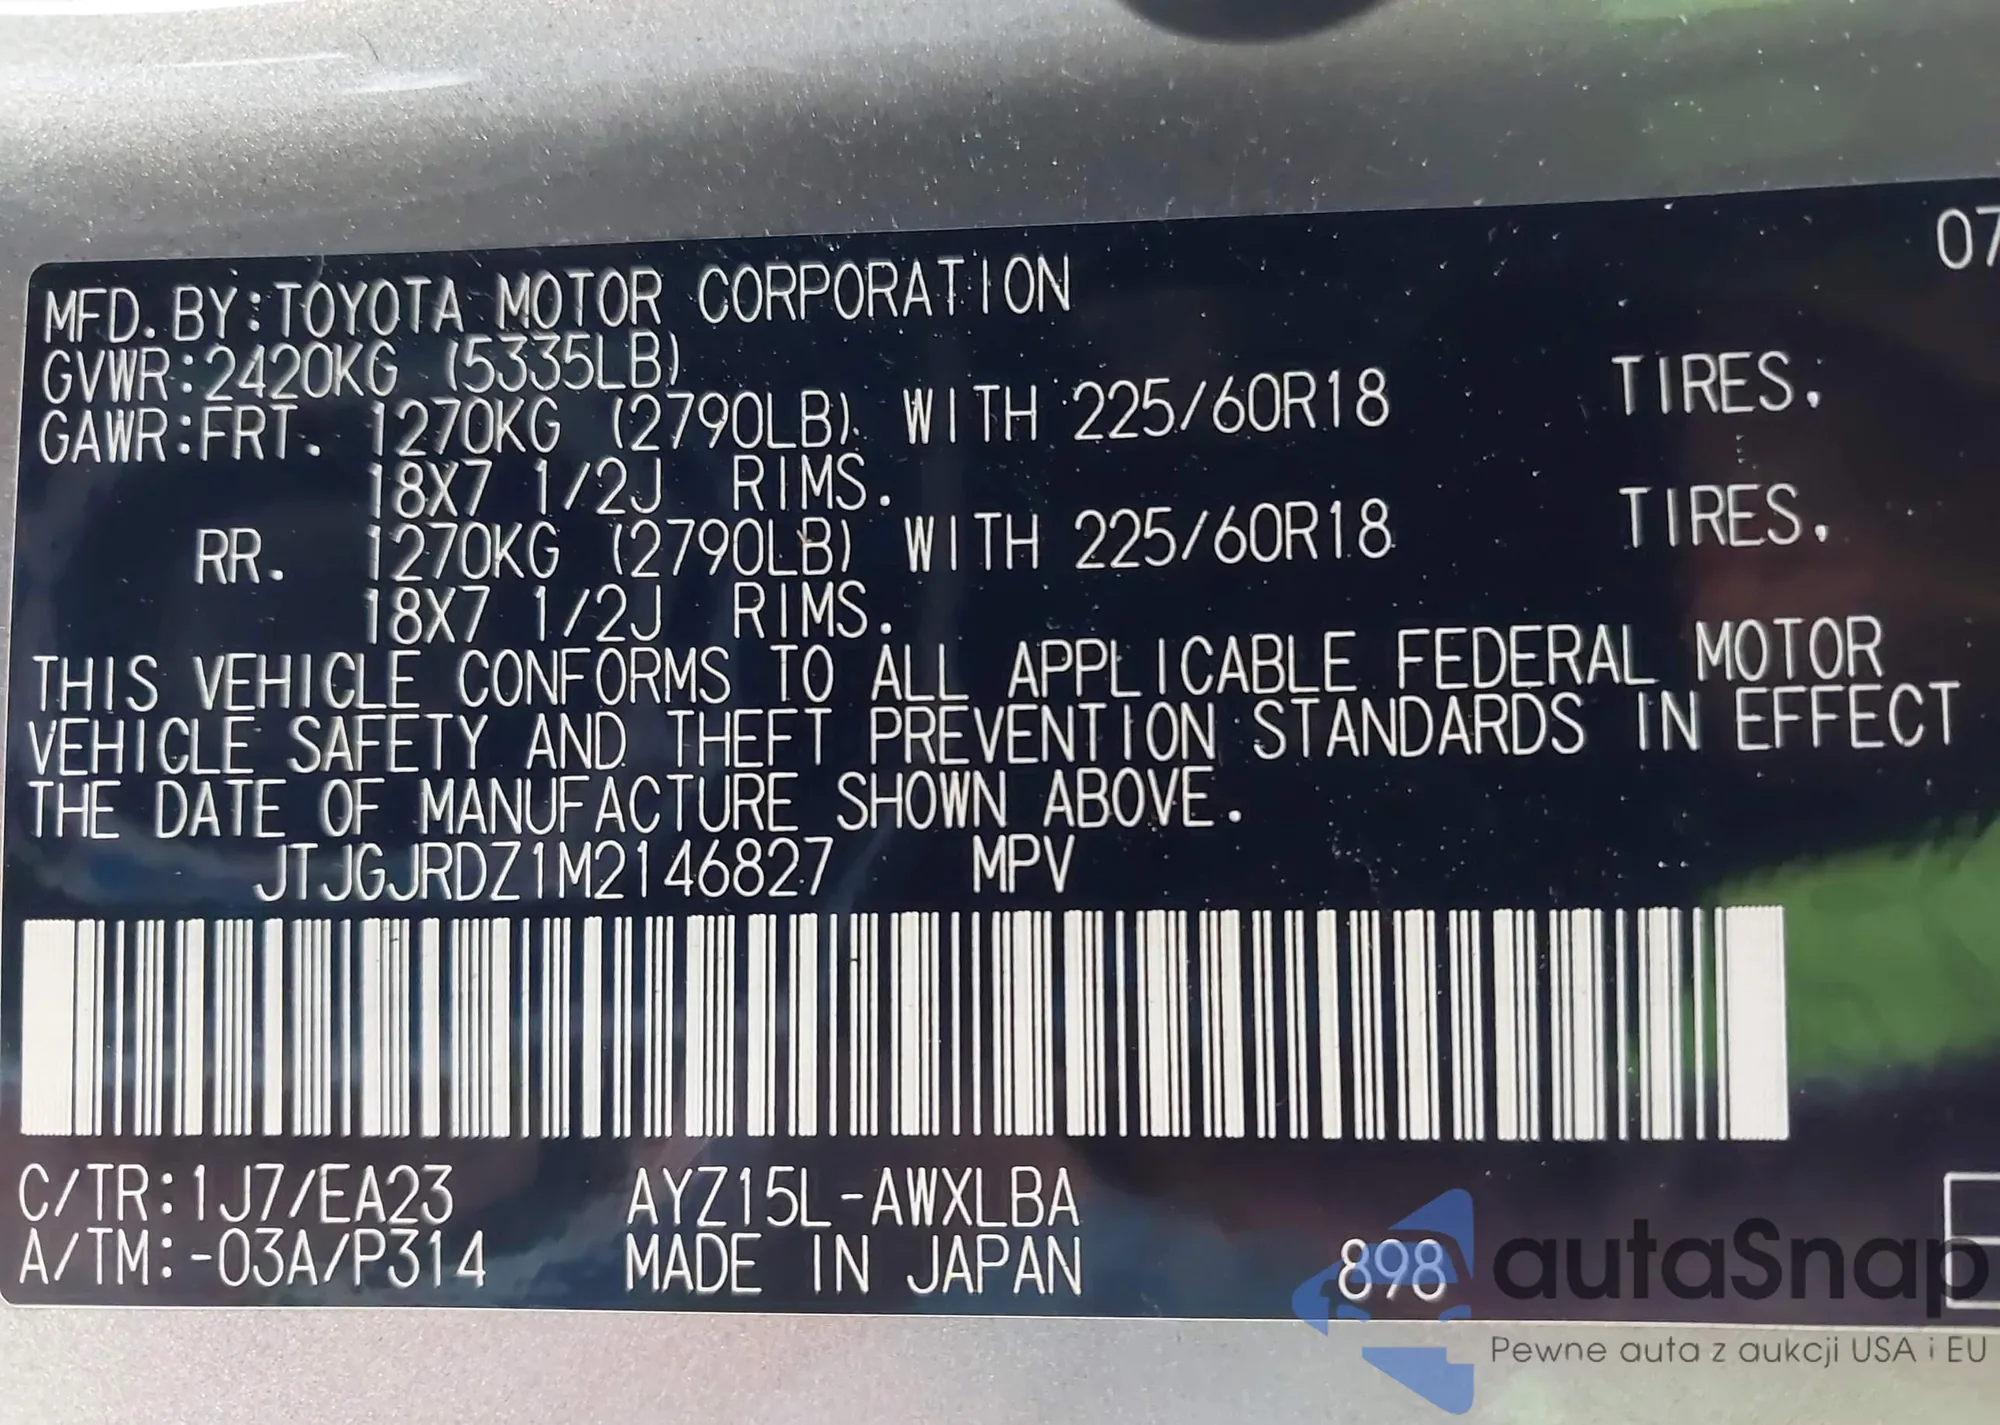 07
MFD. BY:TOYOTA MOTOR CORPORATION
GVWR:2420KG (5335LB)
GAWR:FRT. 1270KG (2790LB) WITH 225/60R18 TIRES,
18X7 1/2J RIMS.
RR. 1270KG (2790LB) WITH 225/60R18 TIRES,
18X7 1/2J RIMS.
THIS VEHICLE CONFORMS TO ALL APPLICABLE FEDERAL MOTOR
VEHICLE SAFETY AND THEFT PREVENTION STANDARDS IN EFFECT
THE DATE OF MANUFACTURE SHOWN ABOVE.
JTJGJRDZ1M2146827 MPV
C/TR:1J7/EA23 AYZ15L-AWXLBA
A/TM:-03A/P314 MADE IN JAPAN 898
autaSnap
Pewne auta z aukcji USA i EU